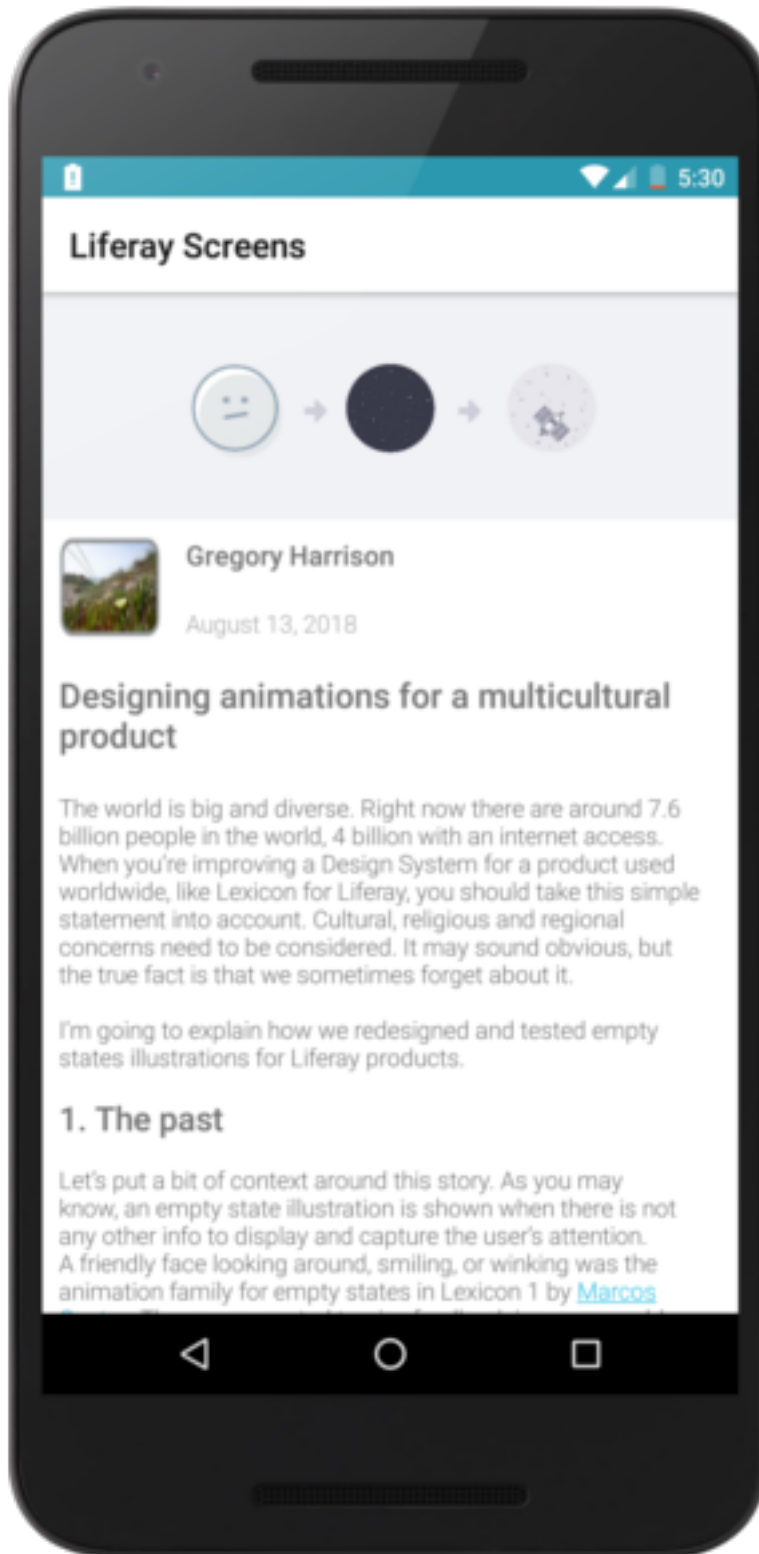 5:30
Liferay Screens
Gregory Harrison
August 13, 2018
Designing animations for a multicultural
product
The world is big and diverse. Right now there are around 7.6
billion people in the world, 4 billion with an internet access.
When you're improving a Design System for a product used
worldwide, like Lexicon for Liferay, you should take this simple
statement into account. Cultural, religious and regional
concerns need to be considered. It may sound obvious, but
the true fact is that we sometimes forget about it.
I'm going to explain how we redesigned and tested empty
states illustrations for Liferay products.
1. The past
Let's put a bit of context around this story. As you may
know, an empty state illustration is shown when there is not
any other info to display and capture the user's attention.
A friendly face looking around, smiling, or winking was the
animation family for empty states in Lexicon 1 by Marcos